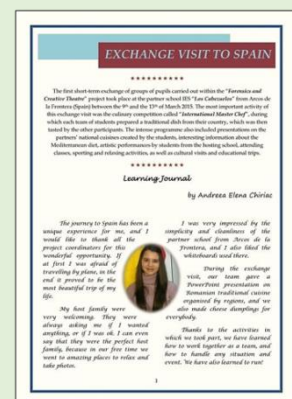 EXCHANGE VISIT TO SPAIN
The first short-term exchange of groups of pupils carried out within the "Forensics and
Creative Theatre" project took place at the partner school IES "Los Cabezuelos" from Arcos de
la Frontera (Spain) between the 9th and the 13th of March 2015. The most important activity of
this exchange visit was the culinary competition called "International Master Chef", during
which each team of students prepared a traditional dish from their country, which was then
tasted by the other participants. The intense programme also included presentations on the
partners' national cuisines created by the students, interesting information about the
Mediterranean diet, artistic performances by students from the hosting school, attending
classes, sporting and relaxing activities, as well as cultural visits and educational trips.
Learning Journal
by Andreea Elena Chiriac
The journey to Spain has been a
unique experience for me, and I
would like to thank all the
project coordinators for this
wonderful opportunity. If
at first I was afraid of
travelling by plane, in the
end it proved to be the
most beautiful trip of my
life.
My host family were
very welcoming. They were
always asking me if I wanted
anything, or if I was ok. I can even
say that they were the perfect host
family, because in our free time we
went to amazing places to relax and
take photos.
I was very impressed by the
simplicity and cleanliness of the
partner school from Arcos de la
Frontera, and I also liked the
whiteboards used there.
During the exchange
visit, our team gave a
PowerPoint presentation on
Romanian traditional cuisine
organised by regions, and we
also made cheese dumplings for
everybody.
Thanks to the activities in
which we took part, we have learned
how to work together as a team, and
how to handle any situation and
event. We have also learned to run!
1